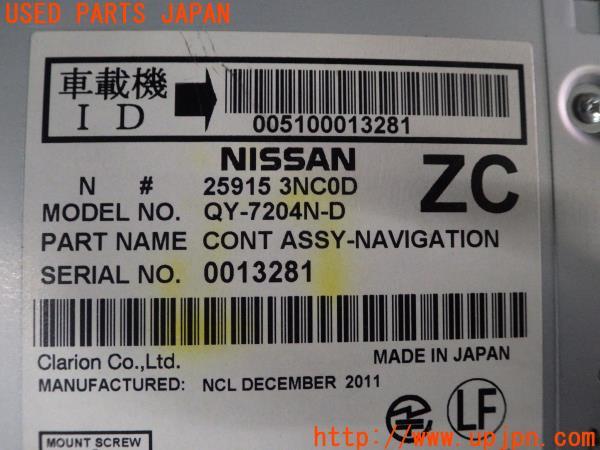 USED PARTS JAPAN
車載機
ID
005100013281
NISSAN
ZC
N # 25915 3NC0D
MODEL NO. QY-7204N-D
PART NAME CONT ASSY-NAVIGATION
SERIAL NO. 0013281
Clarion Co.,Ltd.
MADE IN JAPAN
MANUFACTURED: NCL DECEMBER 2011
LF
MOUNT SCREW
http://www.upjpn.com